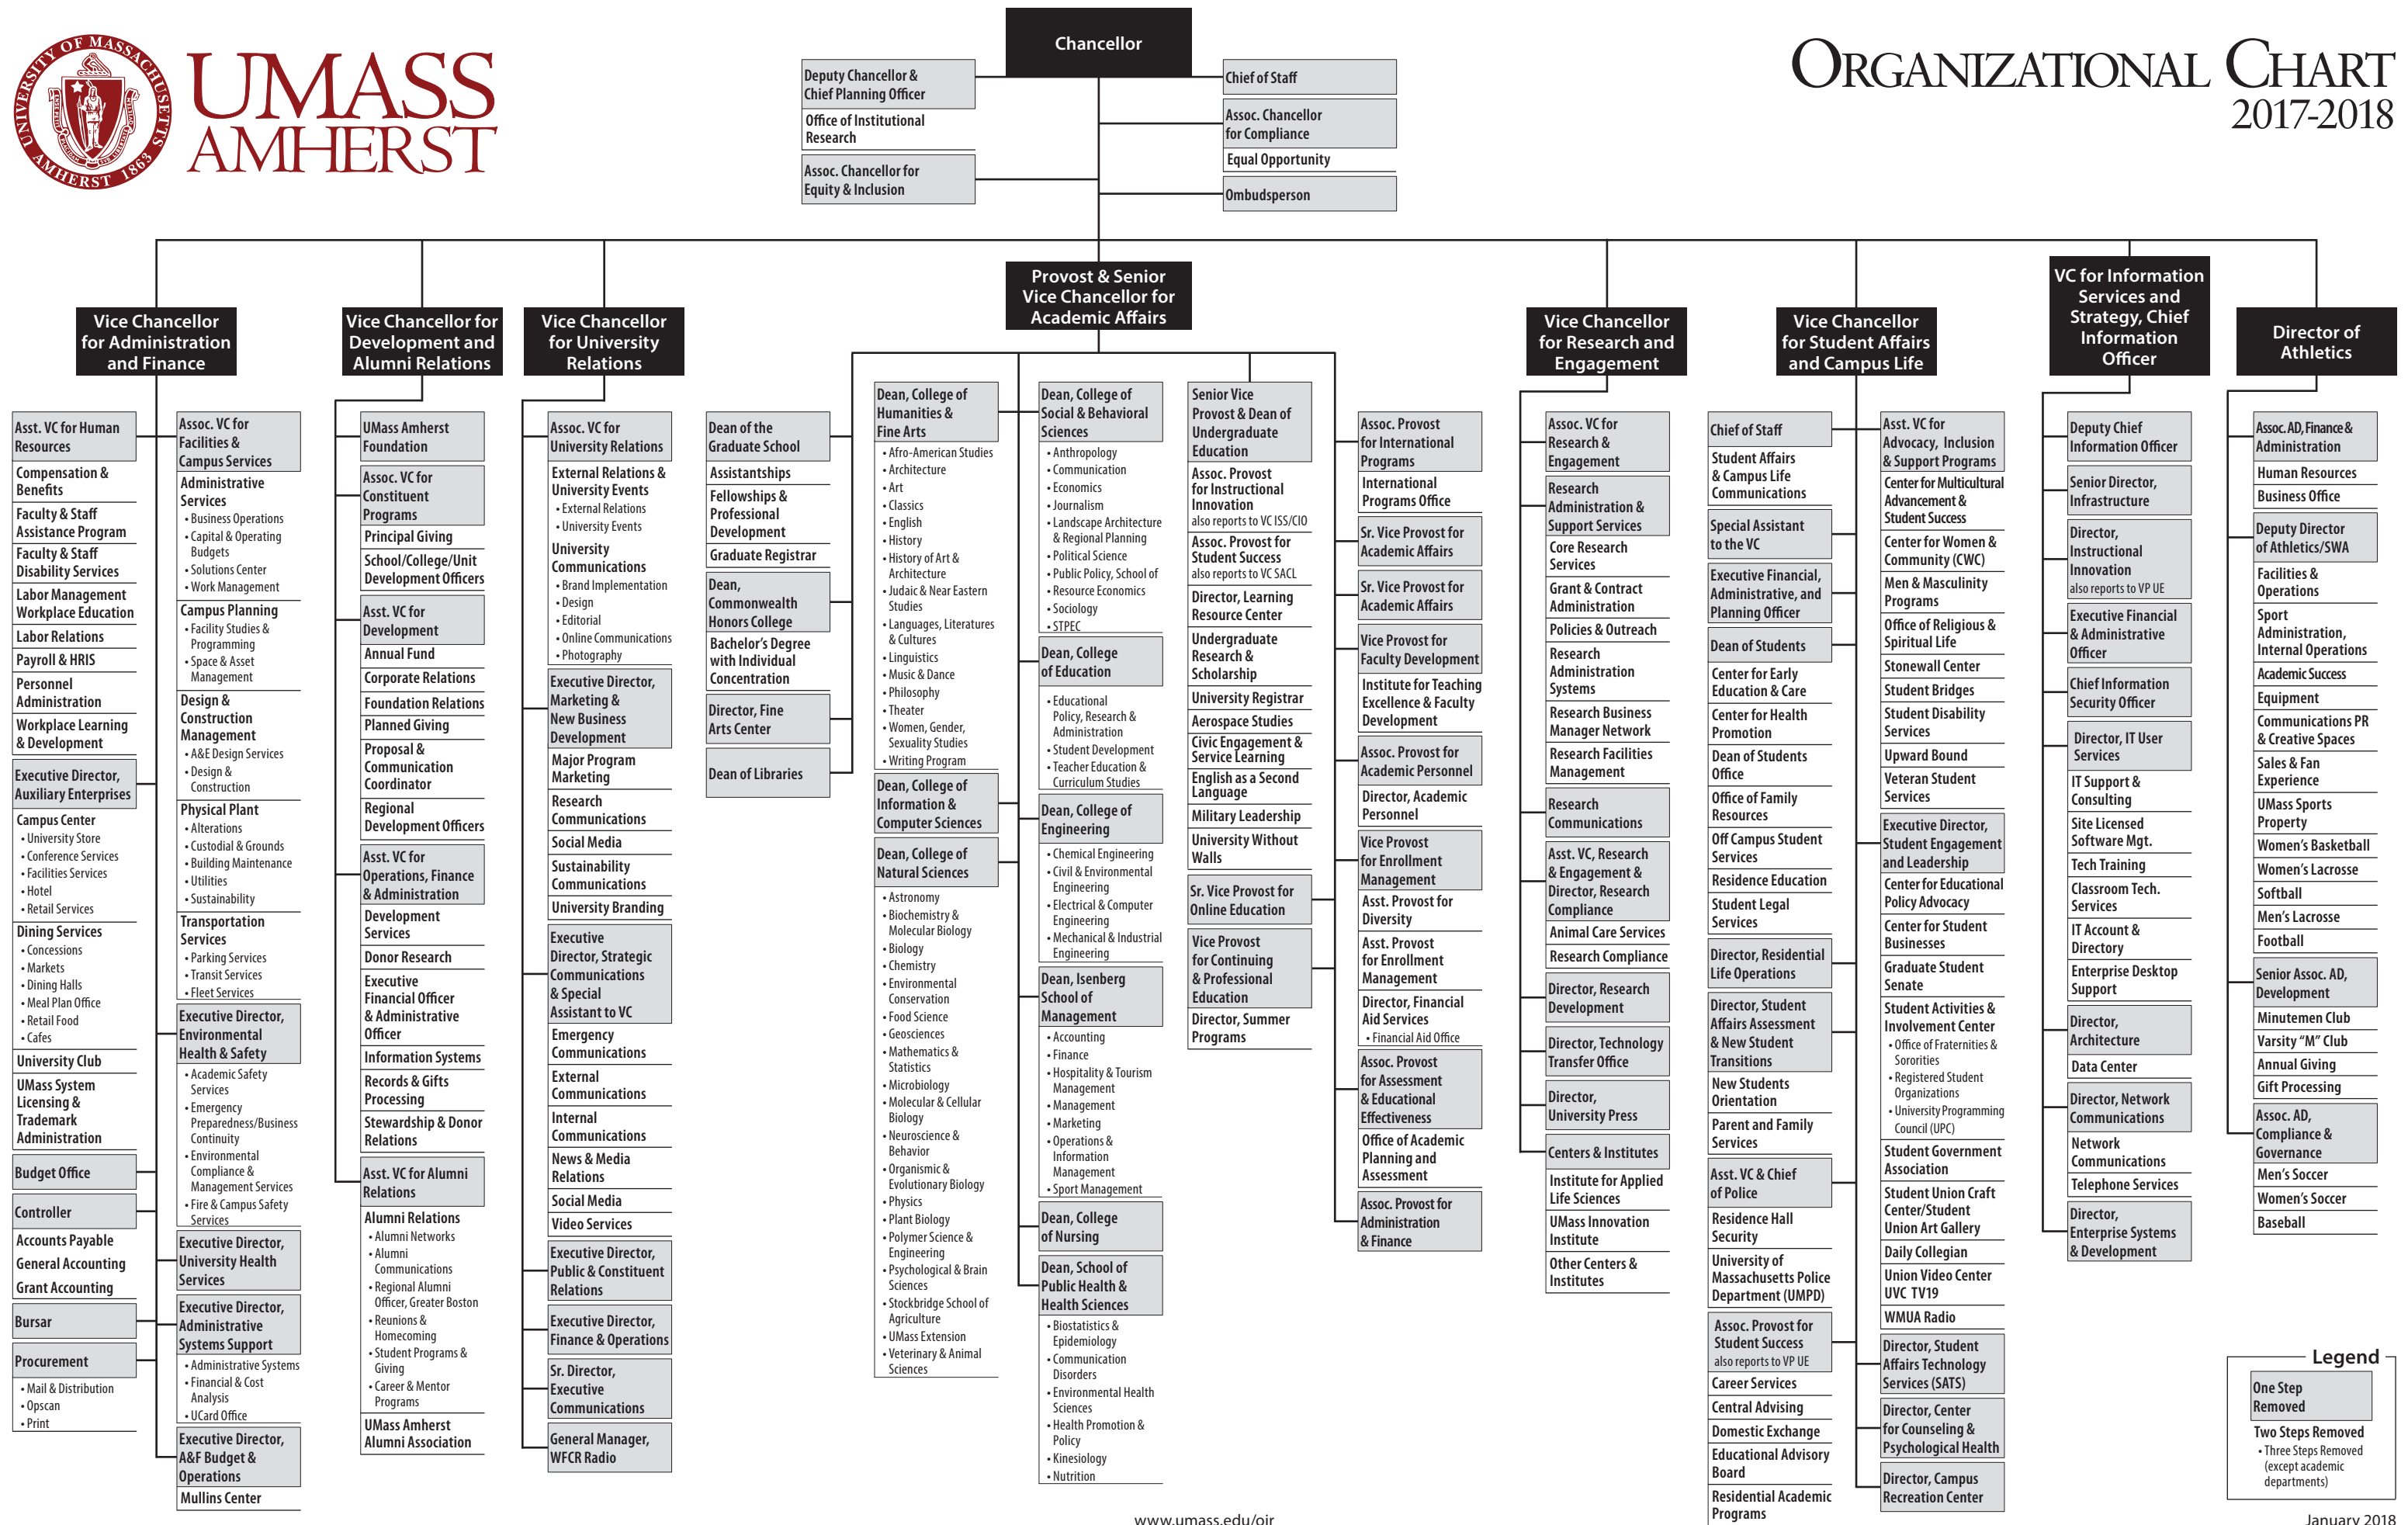 UNIVERSITY OF MASSACHUSETTS
AMHERST 1863
UMASS
AMHERST
ORGANIZATIONAL CHART
2017-2018
Chancellor
Deputy Chancellor &
Chief Planning Officer
Office of Institutional
Research
Assoc. Chancellor for
Equity & Inclusion
Chief of Staff
Assoc. Chancellor
for Compliance
Equal Opportunity
Ombudsperson
Vice Chancellor
for Administration
and Finance
Asst. VC for Human
Resources
Compensation &
Benefits
Faculty & Staff
Assistance Program
Faculty & Staff
Disability Services
Labor Management
Workplace Education
Labor Relations
Payroll & HRIS
Personnel
Administration
Workplace Learning
& Development
Executive Director,
Auxiliary Enterprises
Campus Center
• University Store
• Conference Services
• Facilities Services
• Hotel
• Retail Services
Dining Services
• Concessions
• Markets
• Dining Halls
• Meal Plan Office
• Retail Food
• Cafes
University Club
UMass System
Licensing &
Trademark
Administration
Budget Office
Controller
Accounts Payable
General Accounting
Grant Accounting
Bursar
Procurement
• Mail & Distribution
• Opscan
• Print
Assoc. VC for
Facilities &
Campus Services
Administrative
Services
• Business Operations
• Capital & Operating
Budgets
• Solutions Center
• Work Management
Campus Planning
• Facility Studies &
Programming
• Space & Asset
Management
Design &
Construction
Management
• A&E Design Services
• Design &
Construction
Physical Plant
• Alterations
• Custodial & Grounds
• Building Maintenance
• Utilities
• Sustainability
Transportation
Services
• Parking Services
• Transit Services
• Fleet Services
Executive Director,
Environmental
Health & Safety
• Academic Safety
Services
• Emergency
Preparedness/Business
Continuity
• Environmental
Compliance &
Management Services
• Fire & Campus Safety
Services
Executive Director,
University Health
Services
Executive Director,
Administrative
Systems Support
• Administrative Systems
• Financial & Cost
Analysis
• UCard Office
Executive Director,
A&F Budget &
Operations
Mullins Center
Vice Chancellor for
Development and
Alumni Relations
UMass Amherst
Foundation
Assoc. VC for
Constituent
Programs
Principal Giving
School/College/Unit
Development Officers
Asst. VC for
Development
Annual Fund
Corporate Relations
Foundation Relations
Planned Giving
Proposal &
Communication
Coordinator
Regional
Development Officers
Asst. VC for
Operations, Finance
& Administration
Development
Services
Donor Research
Executive
Financial Officer
& Administrative
Officer
Information Systems
Records & Gifts
Processing
Stewardship & Donor
Relations
Asst. VC for Alumni
Relations
Alumni Relations
• Alumni Networks
• Alumni
Communications
• Regional Alumni
Officer, Greater Boston
• Reunions &
Homecoming
• Student Programs &
Giving
• Career & Mentor
Programs
UMass Amherst
Alumni Association
Vice Chancellor
for University
Relations
Assoc. VC for
University Relations
External Relations &
University Events
• External Relations
• University Events
University
Communications
• Brand Implementation
• Design
• Editorial
• Online Communications
• Photography
Executive Director,
Marketing &
New Business
Development
Major Program
Marketing
Research
Communications
Social Media
Sustainability
Communications
University Branding
Executive
Director, Strategic
Communications
& Special
Assistant to VC
Emergency
Communications
External
Communications
Internal
Communications
News & Media
Relations
Social Media
Video Services
Executive Director,
Public & Constituent
Relations
Executive Director,
Finance & Operations
Sr. Director,
Executive
Communications
General Manager,
WFCR Radio
Provost & Senior
Vice Chancellor for
Academic Affairs
Dean of the
Graduate School
Assistantships
Fellowships &
Professional
Development
Graduate Registrar
Dean,
Commonwealth
Honors College
Bachelor's Degree
with Individual
Concentration
Director, Fine
Arts Center
Dean of Libraries
Dean, College of
Humanities &
Fine Arts
• Afro-American Studies
• Architecture
• Art
• Classics
• English
• History
• History of Art &
Architecture
• Judaic & Near Eastern
Studies
• Languages, Literatures
& Cultures
• Linguistics
• Music & Dance
• Philosophy
• Theater
• Women, Gender,
Sexuality Studies
• Writing Program
Dean, College of
Information &
Computer Sciences
Dean, College of
Natural Sciences
• Astronomy
• Biochemistry &
Molecular Biology
• Biology
• Chemistry
• Environmental
Conservation
• Food Science
• Geosciences
• Mathematics &
Statistics
• Microbiology
• Molecular & Cellular
Biology
• Neuroscience &
Behavior
• Organismic &
Evolutionary Biology
• Physics
• Plant Biology
• Polymer Science &
Engineering
• Psychological & Brain
Sciences
• Stockbridge School of
Agriculture
• UMass Extension
• Veterinary & Animal
Sciences
Dean, College of
Social & Behavioral
Sciences
• Anthropology
• Communication
• Economics
• Journalism
• Landscape Architecture
& Regional Planning
• Political Science
• Public Policy, School of
• Resource Economics
• Sociology
• STPEC
Dean, College
of Education
• Educational
Policy, Research &
Administration
• Student Development
• Teacher Education &
Curriculum Studies
Dean, College of
Engineering
• Chemical Engineering
• Civil & Environmental
Engineering
• Electrical & Computer
Engineering
• Mechanical & Industrial
Engineering
Dean, Isenberg
School of
Management
• Accounting
• Finance
• Hospitality & Tourism
Management
• Management
• Marketing
• Operations &
Information
Management
• Sport Management
Dean, College
of Nursing
Dean, School of
Public Health &
Health Sciences
• Biostatistics &
Epidemiology
• Communication
Disorders
• Environmental Health
Sciences
• Health Promotion &
Policy
• Kinesiology
• Nutrition
Senior Vice
Provost & Dean of
Undergraduate
Education
Assoc. Provost
for Instructional
Innovation
also reports to VC ISS/CIO
Assoc. Provost for
Student Success
also reports to VC SACL
Director, Learning
Resource Center
Undergraduate
Research &
Scholarship
University Registrar
Aerospace Studies
Civic Engagement &
Service Learning
English as a Second
Language
Military Leadership
University Without
Walls
Sr. Vice Provost for
Online Education
Vice Provost
for Continuing
& Professional
Education
Director, Summer
Programs
Assoc. Provost
for International
Programs
International
Programs Office
Sr. Vice Provost for
Academic Affairs
Sr. Vice Provost for
Academic Affairs
Vice Provost for
Faculty Development
Institute for Teaching
Excellence & Faculty
Development
Assoc. Provost for
Academic Personnel
Director, Academic
Personnel
Vice Provost
for Enrollment
Management
Asst. Provost for
Diversity
Asst. Provost
for Enrollment
Management
Director, Financial
Aid Services
• Financial Aid Office
Assoc. Provost
for Assessment
& Educational
Effectiveness
Office of Academic
Planning and
Assessment
Assoc. Provost for
Administration
& Finance
Vice Chancellor
for Research and
Engagement
Assoc. VC for
Research &
Engagement
Research
Administration &
Support Services
Core Research
Services
Grant & Contract
Administration
Policies & Outreach
Research
Administration
Systems
Research Business
Manager Network
Research Facilities
Management
Research
Communications
Asst. VC, Research
& Engagement &
Director, Research
Compliance
Animal Care Services
Research Compliance
Director, Research
Development
Director, Technology
Transfer Office
Director,
University Press
Centers & Institutes
Institute for Applied
Life Sciences
UMass Innovation
Institute
Other Centers &
Institutes
Vice Chancellor
for Student Affairs
and Campus Life
Chief of Staff
Student Affairs
& Campus Life
Communications
Special Assistant
to the VC
Executive Financial,
Administrative, and
Planning Officer
Dean of Students
Center for Early
Education & Care
Center for Health
Promotion
Dean of Students
Office
Office of Family
Resources
Off Campus Student
Services
Residence Education
Student Legal
Services
Director, Residential
Life Operations
Director, Student
Affairs Assessment
& New Student
Transitions
New Students
Orientation
Parent and Family
Services
Asst. VC & Chief
of Police
Residence Hall
Security
University of
Massachusetts Police
Department (UMPD)
Assoc. Provost for
Student Success
also reports to VP UE
Career Services
Central Advising
Domestic Exchange
Educational Advisory
Board
Residential Academic
Programs
Asst. VC for
Advocacy, Inclusion
& Support Programs
Center for Multicultural
Advancement &
Student Success
Center for Women &
Community (CWC)
Men & Masculinity
Programs
Office of Religious &
Spiritual Life
Stonewall Center
Student Bridges
Student Disability
Services
Upward Bound
Veteran Student
Services
Executive Director,
Student Engagement
and Leadership
Center for Educational
Policy Advocacy
Center for Student
Businesses
Graduate Student
Senate
Student Activities &
Involvement Center
• Office of Fraternities &
Sororities
• Registered Student
Organizations
• University Programming
Council (UPC)
Student Government
Association
Student Union Craft
Center/Student
Union Art Gallery
Daily Collegian
Union Video Center
UVC TV19
WMUA Radio
Director, Student
Affairs Technology
Services (SATS)
Director, Center
for Counseling &
Psychological Health
Director, Campus
Recreation Center
VC for Information
Services and
Strategy, Chief
Information
Officer
Deputy Chief
Information Officer
Senior Director,
Infrastructure
Director,
Instructional
Innovation
also reports to VP UE
Executive Financial
& Administrative
Officer
Chief Information
Security Officer
Director, IT User
Services
IT Support &
Consulting
Site Licensed
Software Mgt.
Tech Training
Classroom Tech.
Services
IT Account &
Directory
Enterprise Desktop
Support
Director,
Architecture
Data Center
Director, Network
Communications
Network
Communications
Telephone Services
Director,
Enterprise Systems
& Development
Director of
Athletics
Assoc. AD, Finance &
Administration
Human Resources
Business Office
Deputy Director
of Athletics/SWA
Facilities &
Operations
Sport
Administration,
Internal Operations
Academic Success
Equipment
Communications PR
& Creative Spaces
Sales & Fan
Experience
UMass Sports
Property
Women's Basketball
Women's Lacrosse
Softball
Men's Lacrosse
Football
Senior Assoc. AD,
Development
Minutemen Club
Varsity "M" Club
Annual Giving
Gift Processing
Assoc. AD,
Compliance &
Governance
Men's Soccer
Women's Soccer
Baseball
Legend
One Step
Removed
Two Steps Removed
• Three Steps Removed
(except academic
departments)
www.umass.edu/oir
January 2018